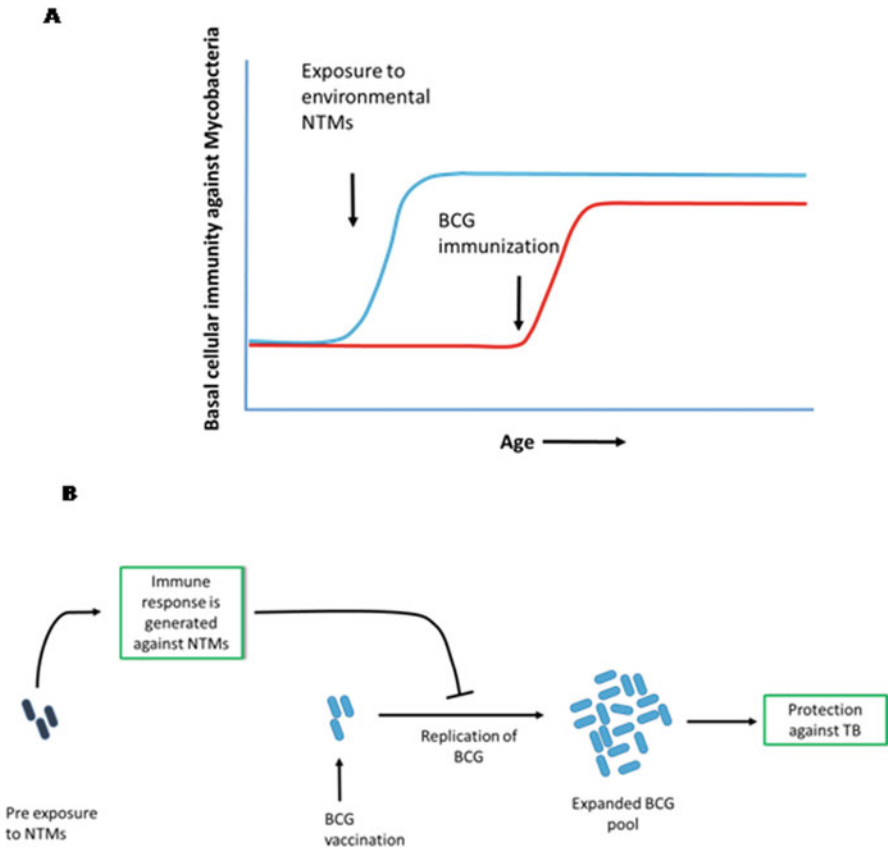 A
Basal cellular immunity against Mycobacteria
Exposure to
environmental
NTMs
BCG
immunization
Age
B
Immune
response is
generated
against NTMs
Pre exposure
to NTMs
BCG
vaccination
Replication of
BCG
Expanded BCG
pool
Protection
against TB